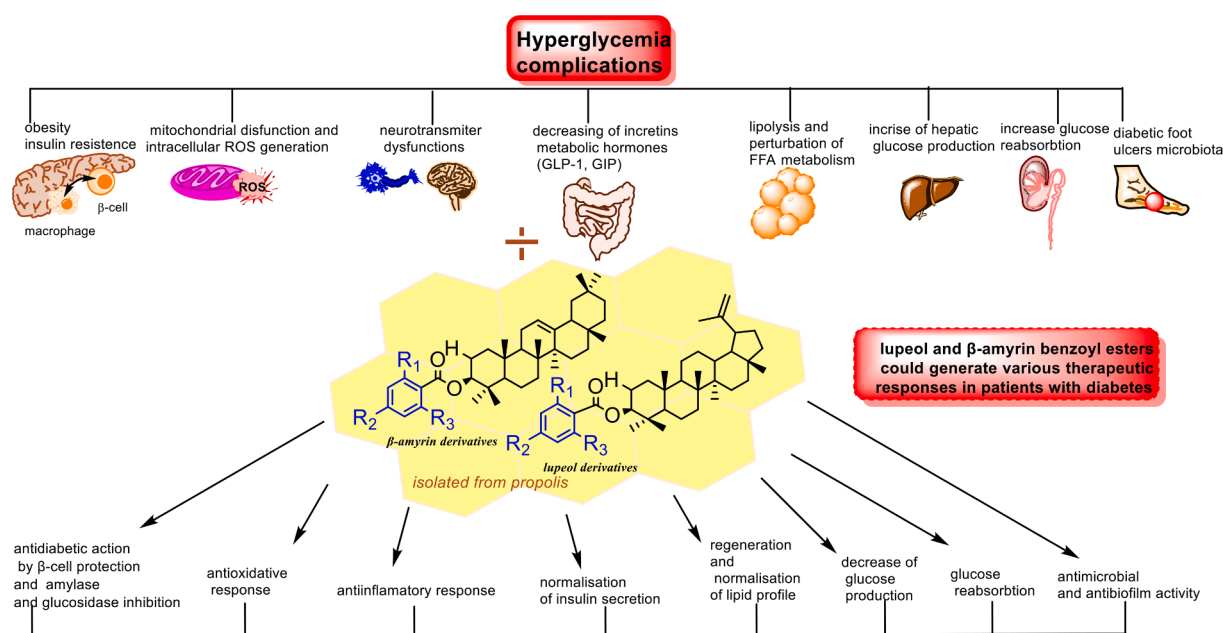 Hyperglycemia
complications
obesity
insulin resistence
β-cell
macrophage
mitochondrial disfunction and
intracellular ROS generation
ROS
neurotransmiter
dysfunctions
decreasing of incretins
metabolic hormones
(GLP-1, GIP)
lipolysis and
perturbation of
FFA metabolism
incrise of hepatic
glucose production
increase glucose
reabsorbtion
diabetic foot
ulcers microbiota
÷
R1
O
H
O
R2
R3
β-amyrin derivatives
R1
O
H
O
R2
R3
lupeol derivatives
isolated from propolis
lupeol and β-amyrin benzoyl esters
could generate various therapeutic
responses in patients with diabetes
antidiabetic action
by β-cell protection
and amylase
and glucosidase inhibition
antioxidative
response
antiinflamatory response
normalisation
of insulin secretion
regeneration
and
normalisation
of lipid profile
decrease of
glucose
production
glucose
reabsorbtion
antimicrobial
and antibiofilm activity